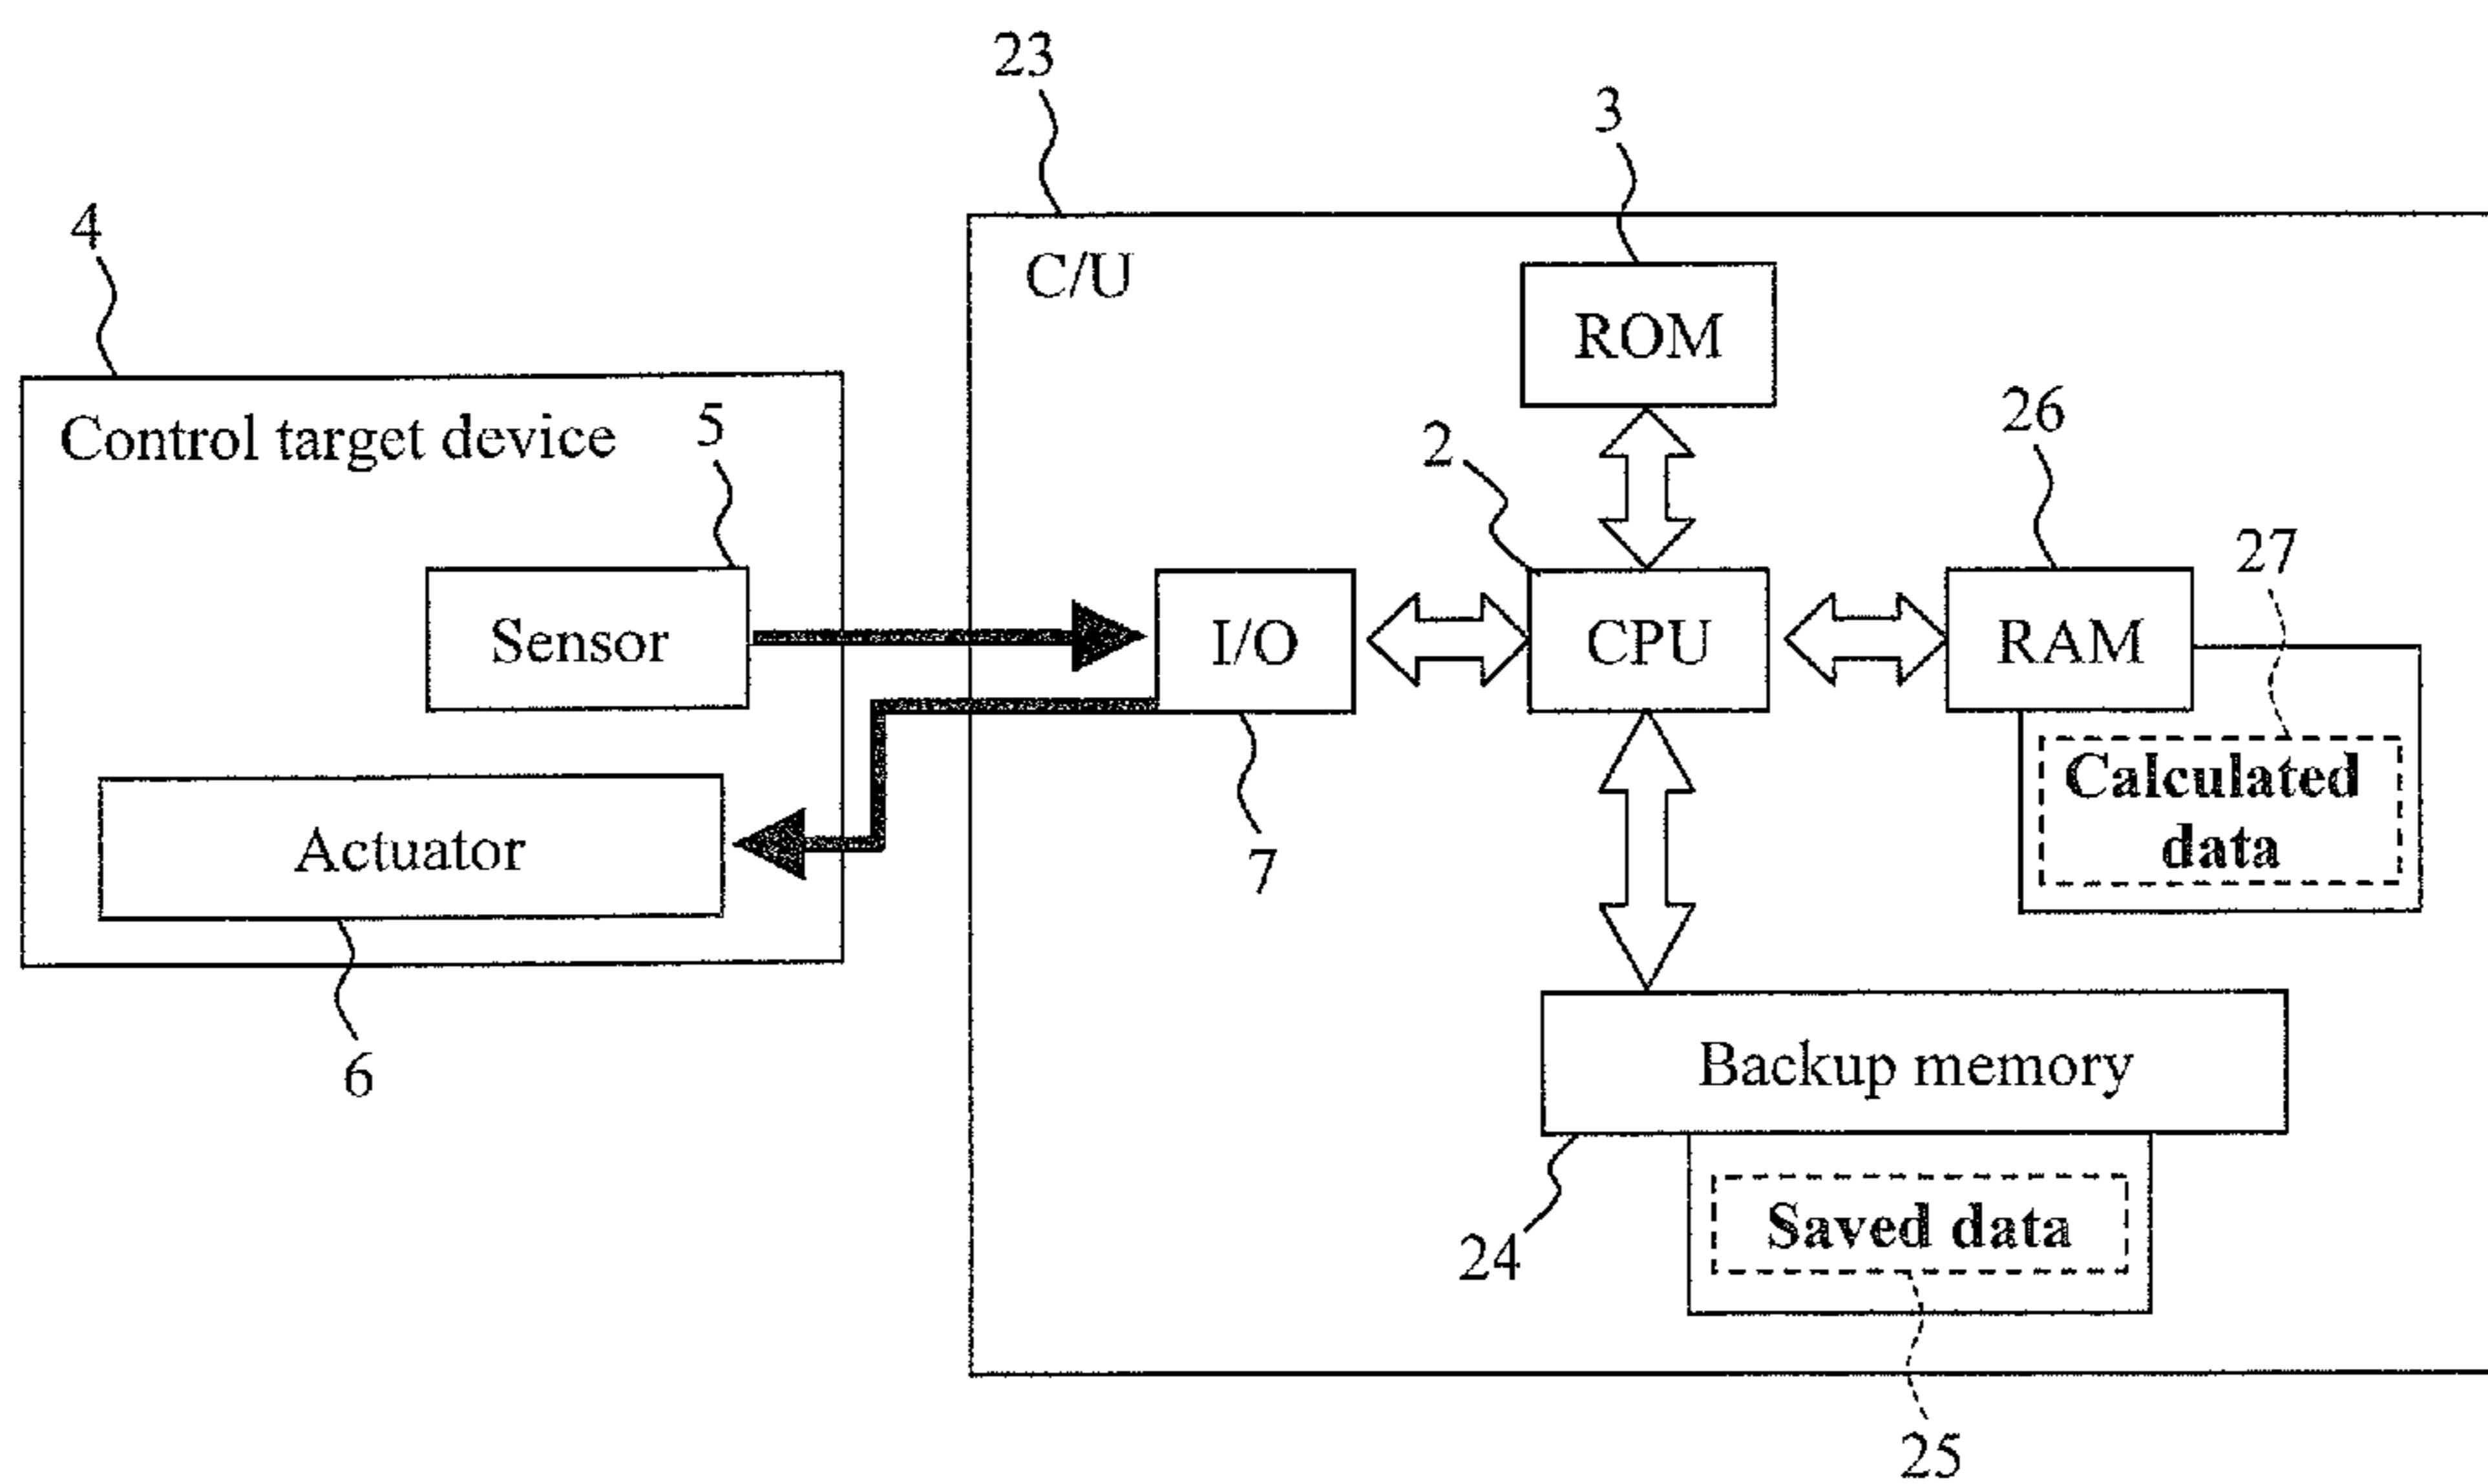 23
3
4
C/U
ROM
26
Control target device
5
2
27
Sensor
I/O
CPU
RAM
Calculated
data
Actuator
7
6
Backup memory
Saved data
24
25